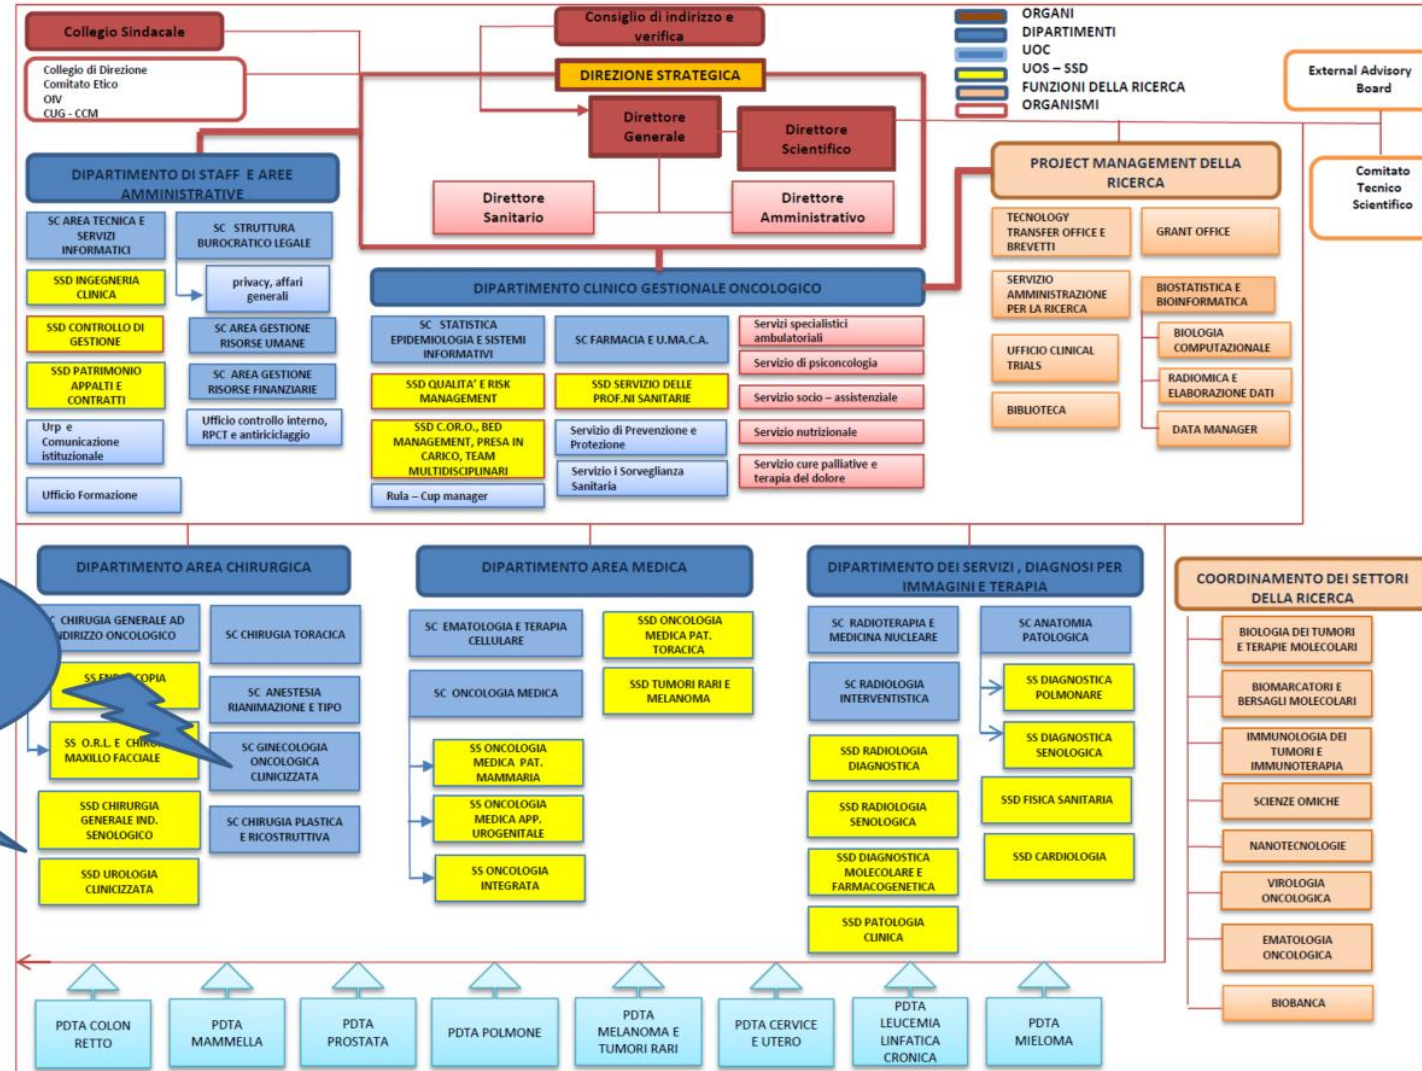 Collegio Sindacale
Consiglio di indirizzo e
verifica
ORGANI
DIPARTIMENTI
UOC
UOS – SSD
FUNZIONI DELLA RICERCA
ORGANISMI
Collegio di Direzione
Comitato Etico
OIV
CUG - CCM
DIREZIONE STRATEGICA
External Advisory
Board
Direttore
Generale
Direttore
Scientifico
Direttore
Sanitario
Direttore
Amministrativo
Comitato
Tecnico
Scientifico
DIPARTIMENTO DI STAFF E AREE
AMMINISTRATIVE
SC AREA TECNICA E
SERVIZI
INFORMATICI
SC STRUTTURA
BUROCRATICO LEGALE
SSD INGEGNERIA
CLINICA
privacy, affari
generali
SSD CONTROLLO DI
GESTIONE
SC AREA GESTIONE
RISORSE UMANE
SSD PATRIMONIO
APPALTI E
CONTRATTI
SC AREA GESTIONE
RISORSE FINANZIARIE
Urp e
Comunicazione
istituzionale
Ufficio controllo interno,
RPCT e antiriciclaggio
Ufficio Formazione
DIPARTIMENTO CLINICO GESTIONALE ONCOLOGICO
SC STATISTICA
EPIDEMIOLOGIA E SISTEMI
INFORMATIVI
SC FARMACIA E U.MA.C.A.
Servizi specialistici
ambulatoriali
Servizio di psiconcologia
SSD QUALITA' E RISK
MANAGEMENT
SSD SERVIZIO DELLE
PROF.NI SANITARIE
Servizio socio – assistenziale
SSD C.OR.O., BED
MANAGEMENT, PRESA IN
CARICO, TEAM
MULTIDISCIPLINARI
Servizio di Prevenzione e
Protezione
Servizio nutrizionale
Servizio i Sorveglianza
Sanitaria
Servizio cure palliative e
terapia del dolore
Rula – Cup manager
PROJECT MANAGEMENT DELLA
RICERCA
TECNOLOGY
TRANSFER OFFICE E
BREVETTI
GRANT OFFICE
SERVIZIO
AMMINISTRAZIONE
PER LA RICERCA
BIOSTATISTICA E
BIOINFORMATICA
BIOLOGIA
COMPUTAZIONALE
UFFICIO CLINICAL
TRIALS
RADIOMICA E
ELABORAZIONE DATI
BIBLIOTECA
DATA MANAGER
DIPARTIMENTO AREA CHIRURGICA
C CHIRUGIA GENERALE AD
NDIRIZZO ONCOLOGICO
SC CHIRUGIA TORACICA
SS END COPIA
SC ANESTESIA
RIANIMAZIONE E TIPO
SS O.R.L. E CHIRU
MAXILLO FACCIALE
SC GINECOLOGIA
ONCOLOGICA
CLINICIZZATA
SSD CHIRURGIA
GENERALE IND.
SENOLOGICO
SC CHIRUGIA PLASTICA
E RICOSTRUTTIVA
SSD UROLOGIA
CLINICIZZATA
DIPARTIMENTO AREA MEDICA
SC EMATOLOGIA E TERAPIA
CELLULARE
SSD ONCOLOGIA
MEDICA PAT.
TORACICA
SC ONCOLOGIA MEDICA
SSD TUMORI RARI E
MELANOMA
SS ONCOLOGIA
MEDICA PAT.
MAMMARIA
SS ONCOLOGIA
MEDICA APP.
UROGENITALE
SS ONCOLOGIA
INTEGRATA
DIPARTIMENTO DEI SERVIZI , DIAGNOSI PER
IMMAGINI E TERAPIA
SC RADIOTERAPIA E
MEDICINA NUCLEARE
SC ANATOMIA
PATOLOGICA
SC RADIOLOGIA
INTERVENTISTICA
SS DIAGNOSTICA
POLMONARE
SSD RADIOLOGIA
DIAGNOSTICA
SS DIAGNOSTICA
SENOLOGICA
SSD RADIOLOGIA
SENOLOGICA
SSD FISICA SANITARIA
SSD DIAGNOSTICA
MOLECOLARE E
FARMACOGENETICA
SSD CARDIOLOGIA
SSD PATOLOGIA
CLINICA
COORDINAMENTO DEI SETTORI
DELLA RICERCA
BIOLOGIA DEI TUMORI
E TERAPIE MOLECOLARI
BIOMARCATORI E
BERSAGLI MOLECOLARI
IMMUNOLOGIA DEI
TUMORI E
IMMUNOTERAPIA
SCIENZE OMICHE
NANOTECNOLOGIE
VIROLOGIA
ONCOLOGICA
EMATOLOGIA
ONCOLOGICA
BIOBANCA
PDTA COLON
RETTO
PDTA
MAMMELLA
PDTA
PROSTATA
PDTA POLMONE
PDTA
MELANOMA E
TUMORI RARI
PDTA CERVICE
E UTERO
PDTA
LEUCEMIA
LINFATICA
CRONICA
PDTA
MIELOMA